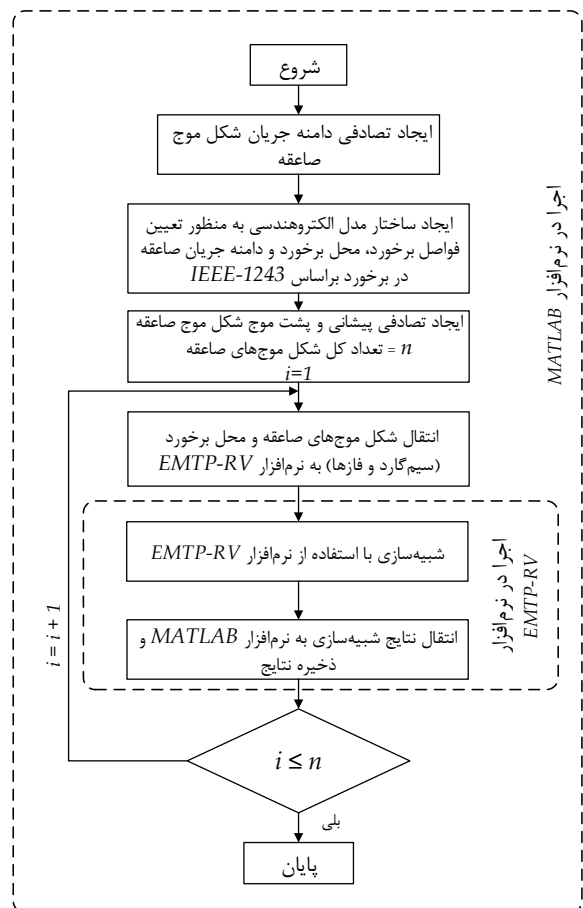 شروع
ایجاد تصادفی دامنه جریان شکل موج
صاعقه
ایجاد ساختار مدل الکتروهندسی به منظور تعیین
فواصل برخورد، محل برخورد و دامنه جریان صاعقه
در برخورد براساس IEEE-1243
ایجاد تصادفی پیشانی و پشت موج شکل موج صاعقه
n = تعداد کل شکل موج‌های صاعقه
i=1
انتقال شکل موج‌های صاعقه و محل برخورد
(سیم‌گارد و فازها) به نرم‌افزار EMTP-RV
شبیه‌سازی با استفاده از نرم‌افزار EMTP-RV
انتقال نتایج شبیه‌سازی به نرم‌افزار MATLAB و
ذخیره نتایج
i ≤ n
بلی
پایان
i = i + 1
اجرا در نرم‌افزار
EMTP-RV
اجرا در نرم‌افزار MATLAB